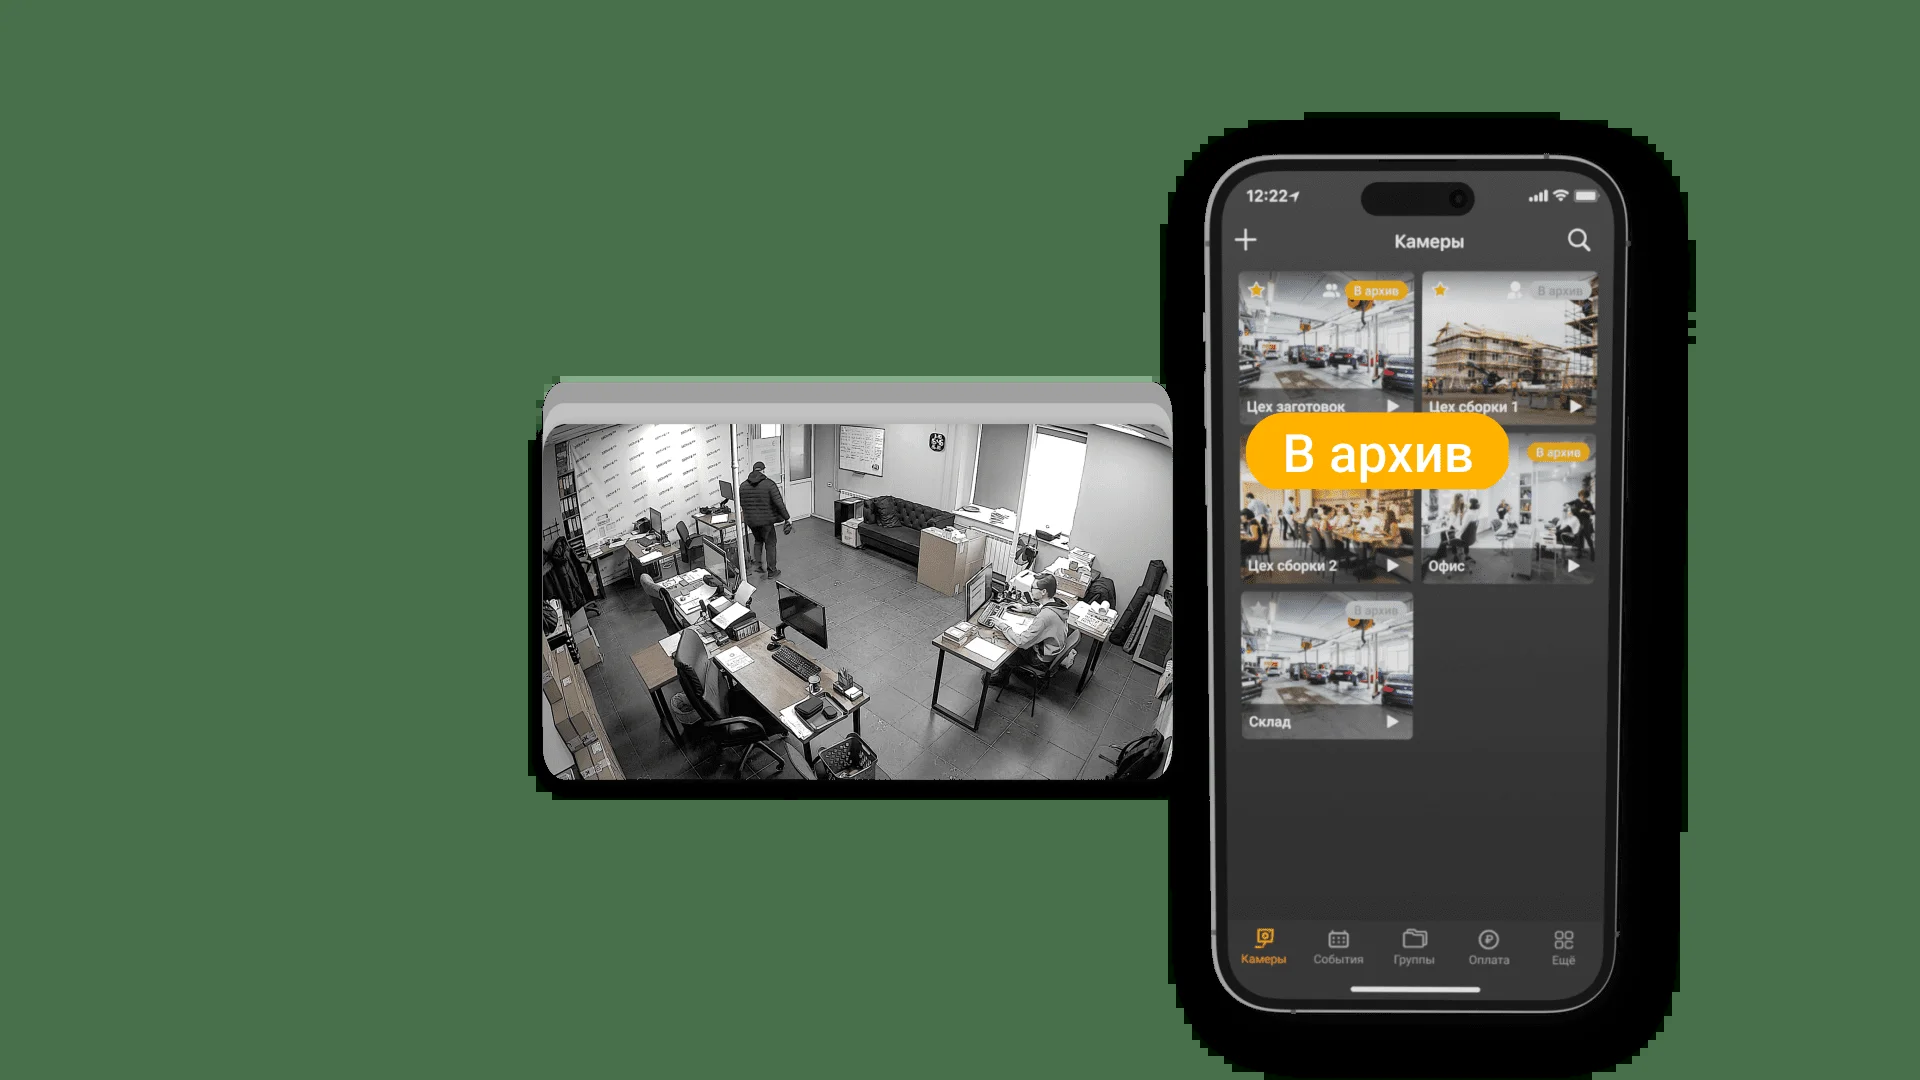 12:22
Камеры
В архив
В архив
Цех заготовок
Цех сборки 1
В архив
В архив
Цех сборки 2
Офис
В архив
Склад
Камеры
События
Группы
Оплата
Ещё